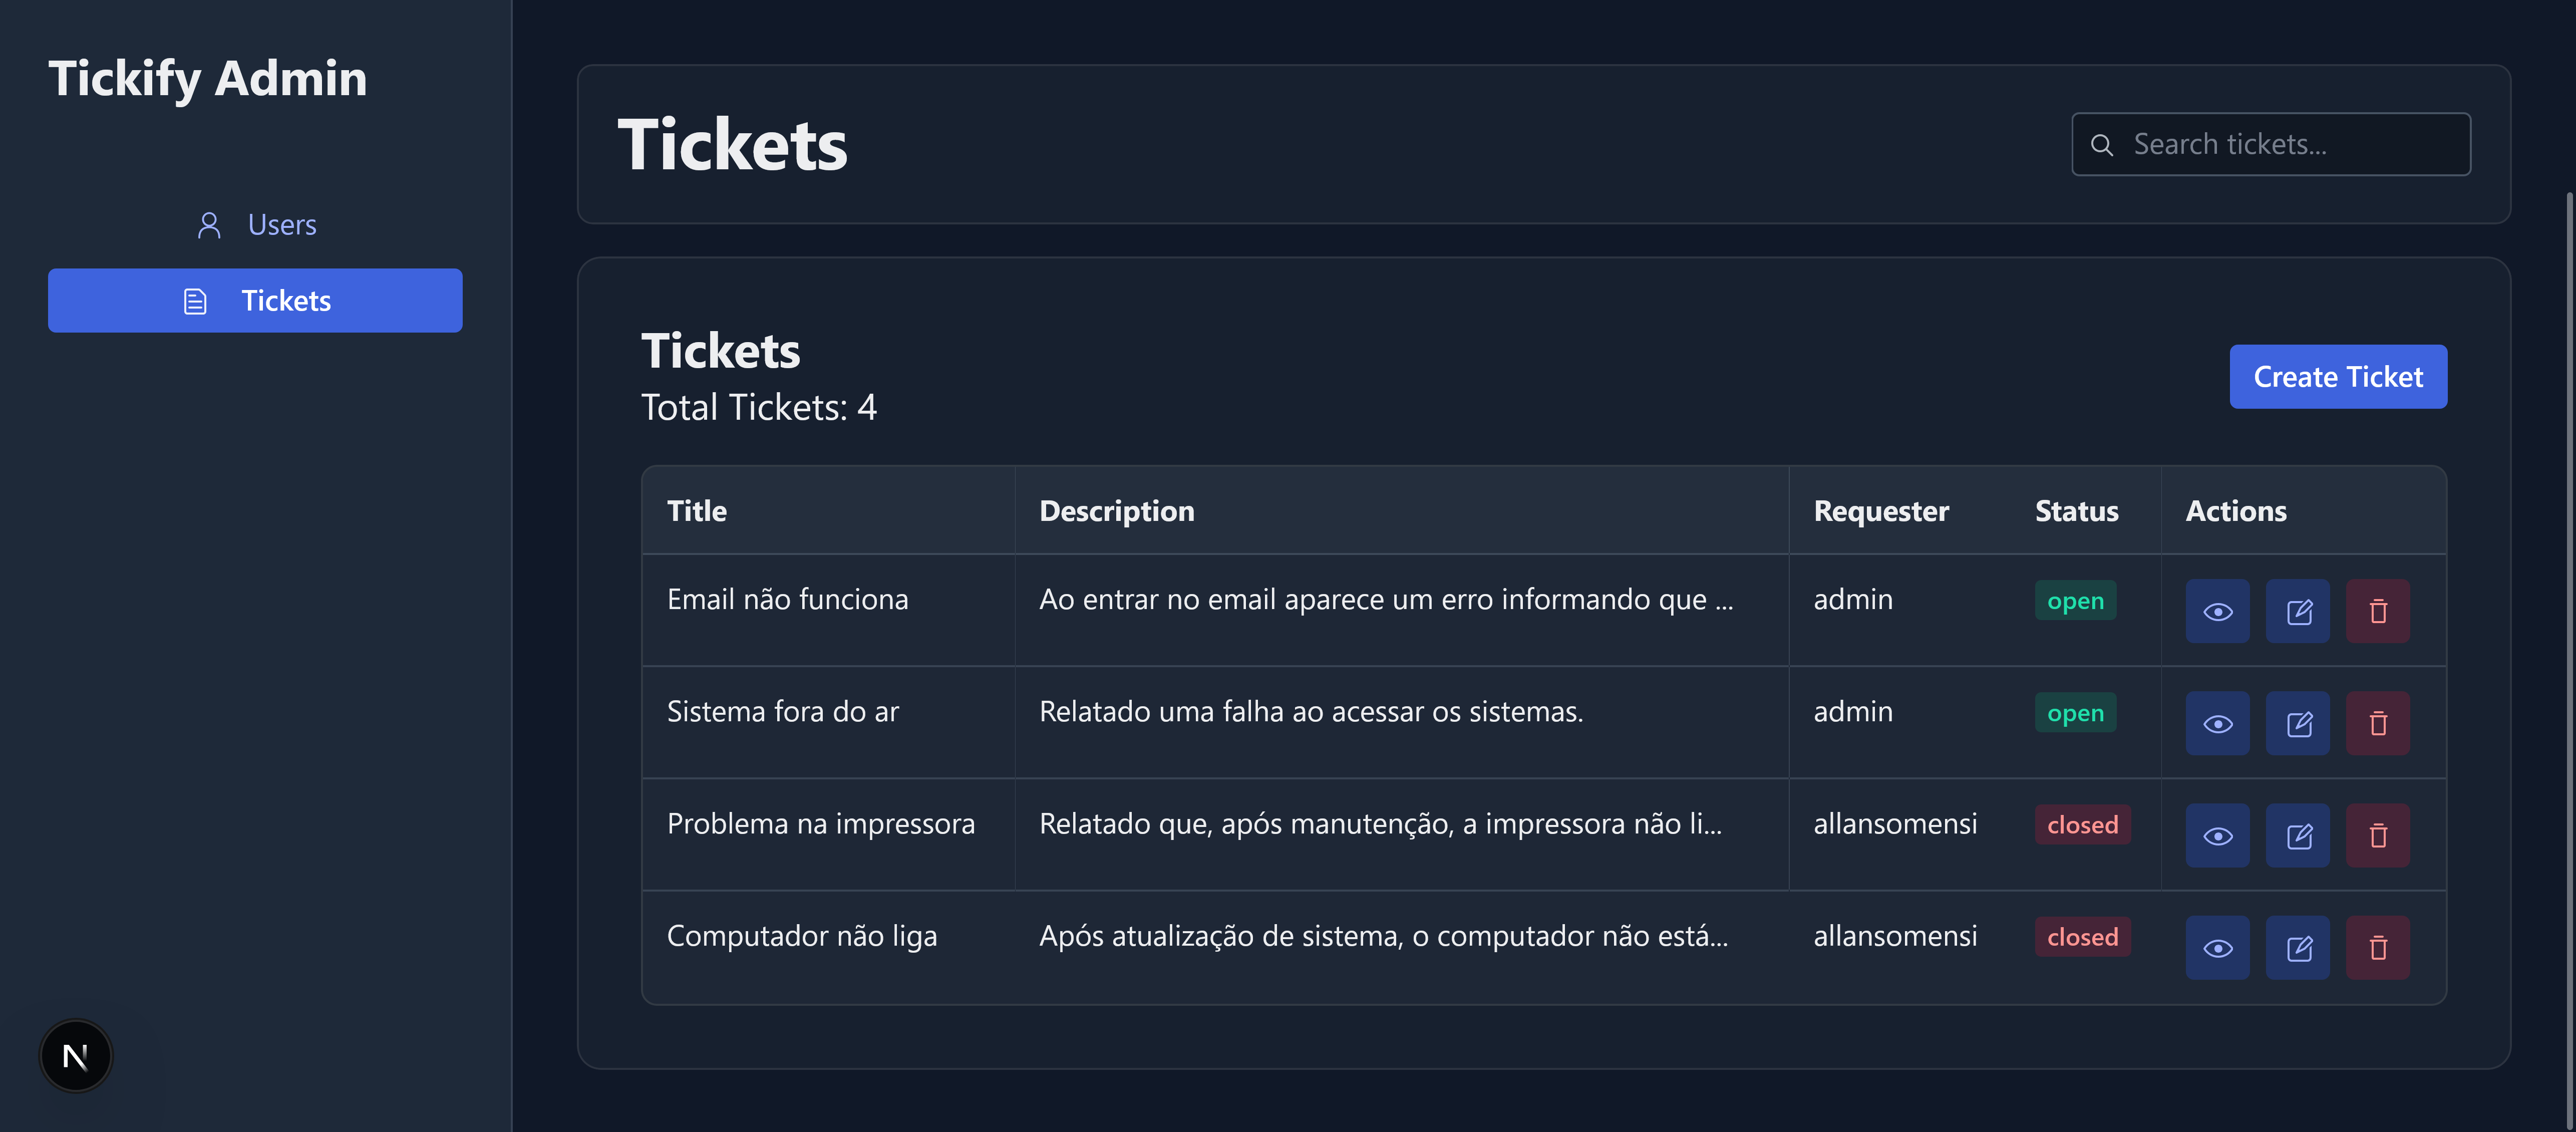 Tickify Admin
Users
Tickets
Tickets
Search tickets...
Tickets
Total Tickets: 4
Create Ticket
Title Description Requester Status Actions
Email não funciona Ao entrar no email aparece um erro informando que ... admin open
Sistema fora do ar Relatado uma falha ao acessar os sistemas. admin open
Problema na impressora Relatado que, após manutenção, a impressora não li... allansomensi closed
Computador não liga Após atualização de sistema, o computador não está... allansomensi closed
N